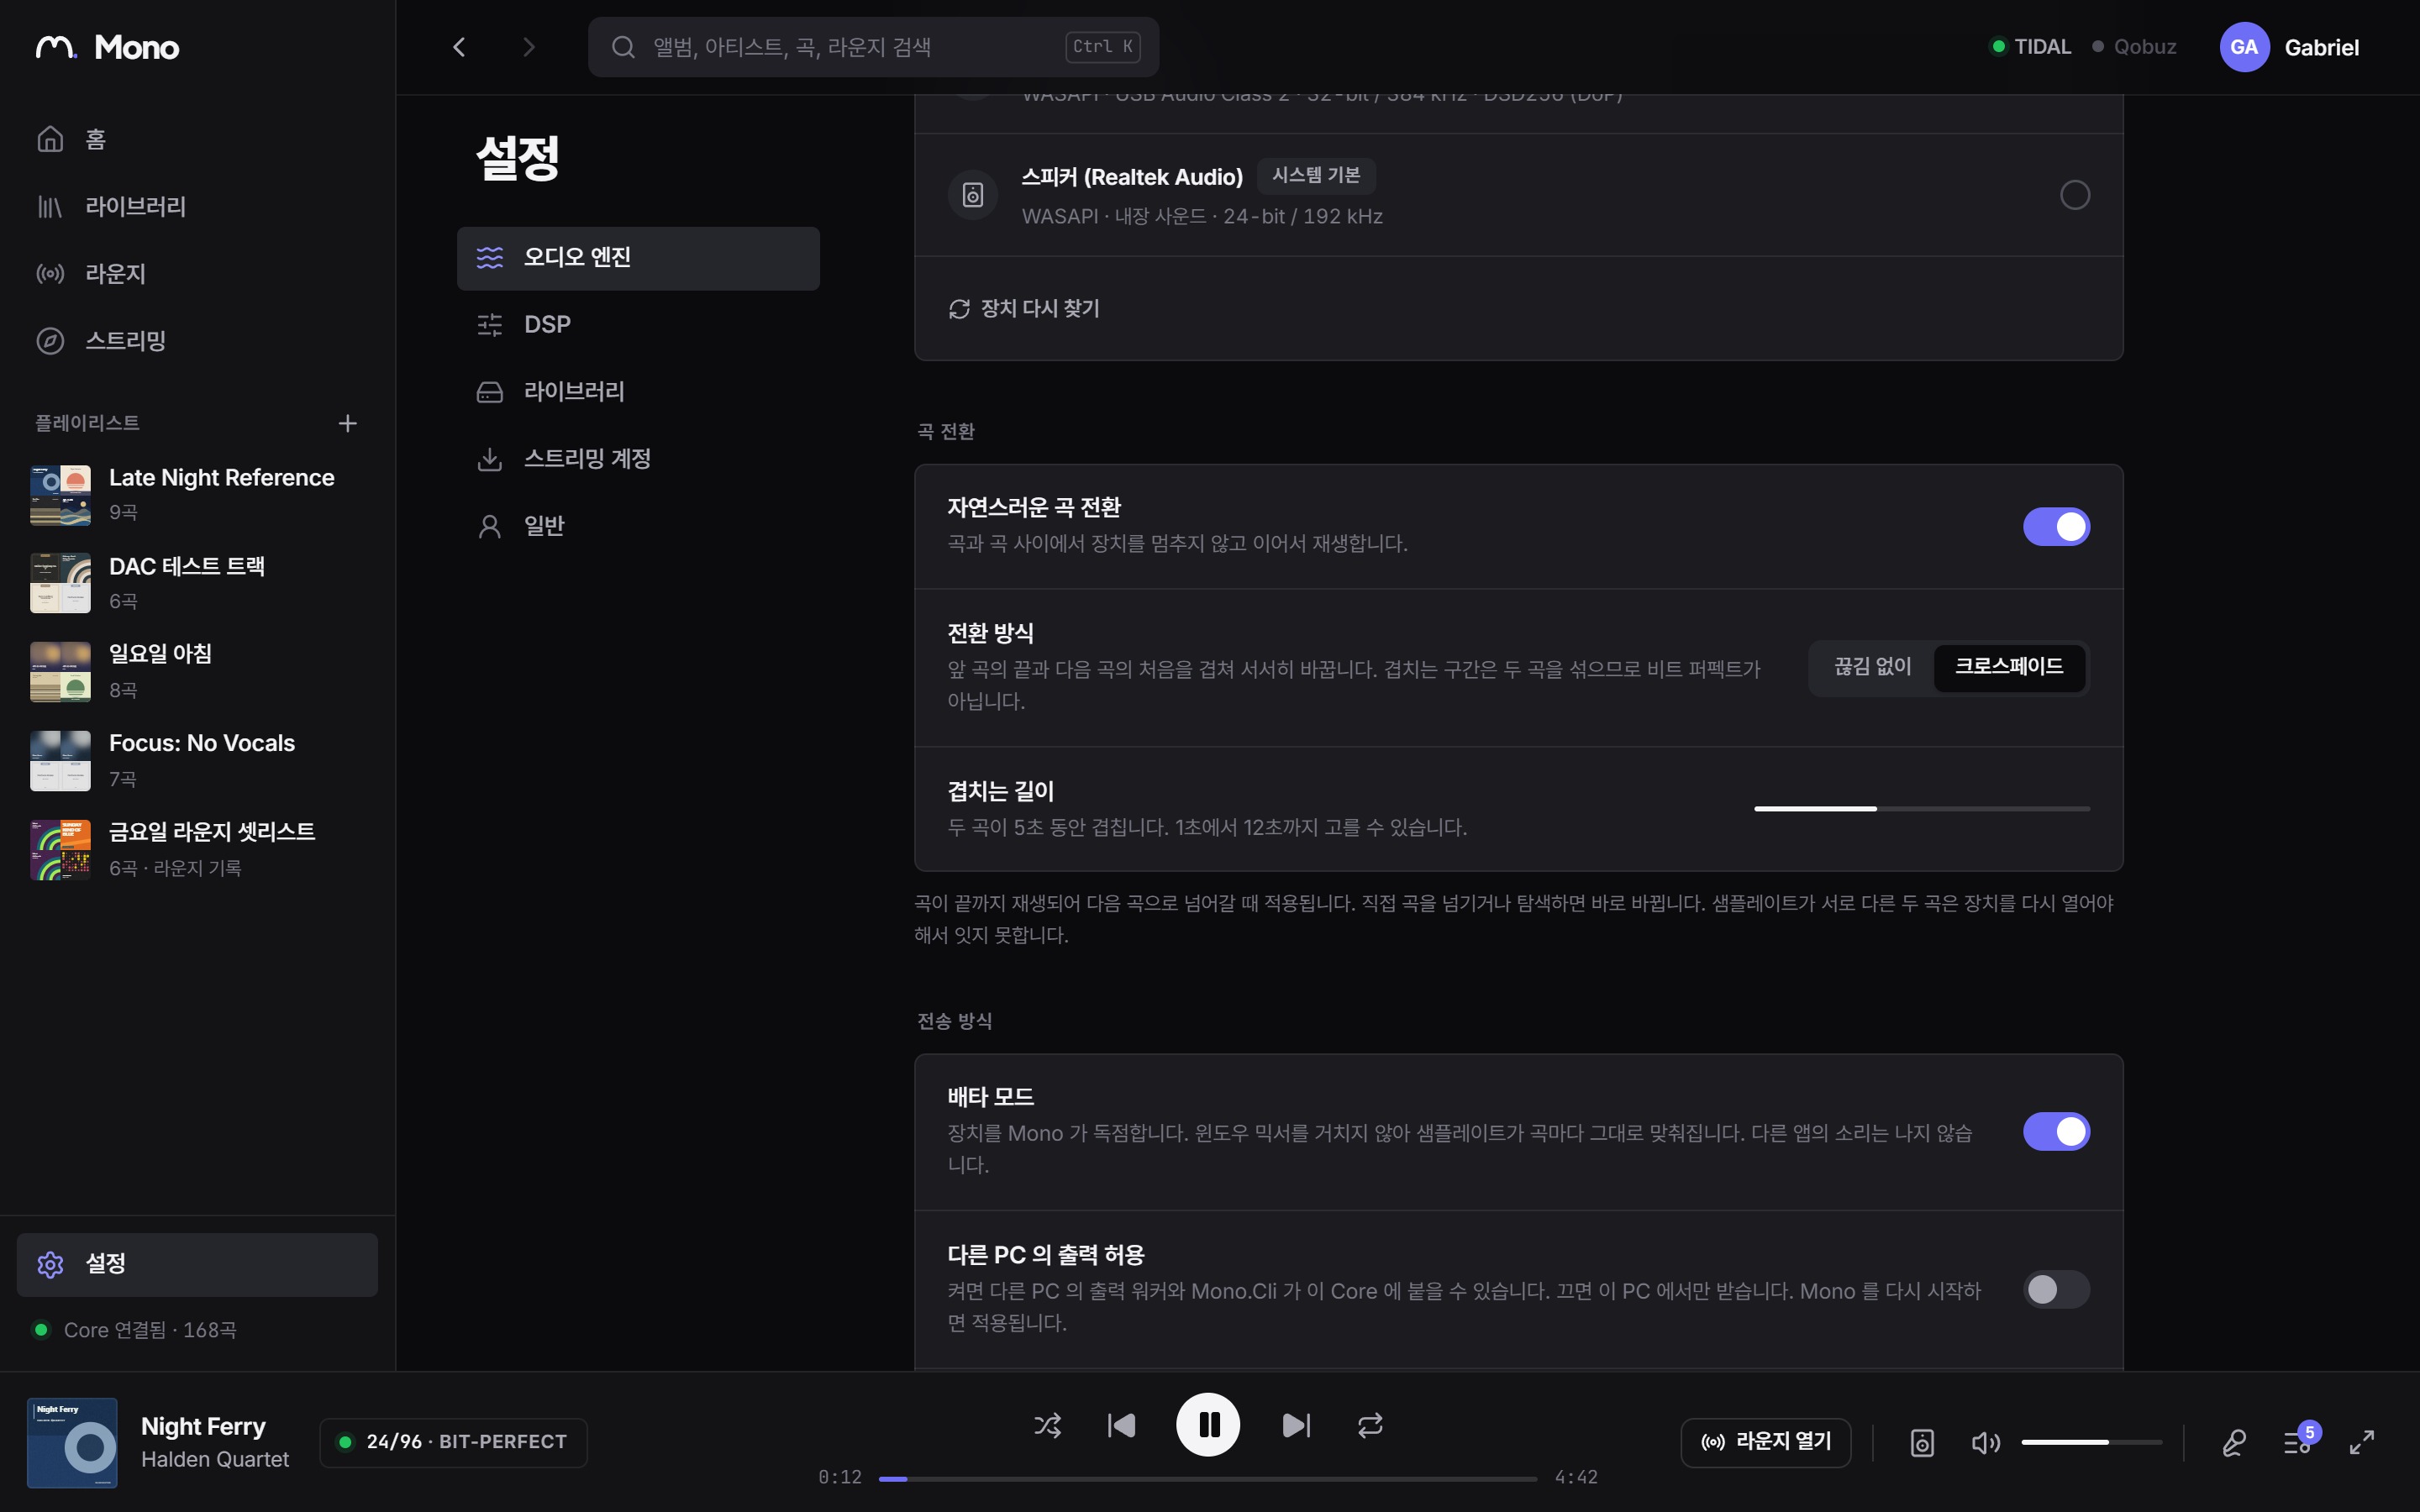 Mono
앨범, 아티스트, 곡, 라운지 검색
Ctrl K
TIDAL
Qobuz
GA
Gabriel
홈
라이브러리
라운지
스트리밍
플레이리스트
Late Night Reference
9곡
DAC 테스트 트랙
6곡
일요일 아침
8곡
Focus: No Vocals
7곡
금요일 라운지 셋리스트
6곡 · 라운지 기록
설정
Core 연결됨 · 168곡
설정
오디오 엔진
DSP
라이브러리
스트리밍 계정
일반
WASAPI · USB Audio Class 2 · 32-bit / 384 kHz · DSD256 (DoP)
스피커 (Realtek Audio)
시스템 기본
WASAPI · 내장 사운드 · 24-bit / 192 kHz
장치 다시 찾기
곡 전환
자연스러운 곡 전환
곡과 곡 사이에서 장치를 멈추지 않고 이어서 재생합니다.
전환 방식
앞 곡의 끝과 다음 곡의 처음을 겹쳐 서서히 바꿉니다. 겹치는 구간은 두 곡을 섞으므로 비트 퍼펙트가
아닙니다.
끊김 없이
크로스페이드
겹치는 길이
두 곡이 5초 동안 겹칩니다. 1초에서 12초까지 고를 수 있습니다.
곡이 끝까지 재생되어 다음 곡으로 넘어갈 때 적용됩니다. 직접 곡을 넘기거나 탐색하면 바로 바뀝니다. 샘플레이트가 서로 다른 두 곡은 장치를 다시 열어야
해서 잇지 못합니다.
전송 방식
배타 모드
장치를 Mono 가 독점합니다. 윈도우 믹서를 거치지 않아 샘플레이트가 곡마다 그대로 맞춰집니다. 다른 앱의 소리는 나지 않습
니다.
다른 PC 의 출력 허용
켜면 다른 PC 의 출력 워커와 Mono.Cli 가 이 Core 에 붙을 수 있습니다. 끄면 이 PC 에서만 받습니다. Mono 를 다시 시작하
면 적용됩니다.
Night Ferry
Night Ferry
Halden Quartet
24/96 · BIT-PERFECT
0:12
4:42
라운지 열기
5